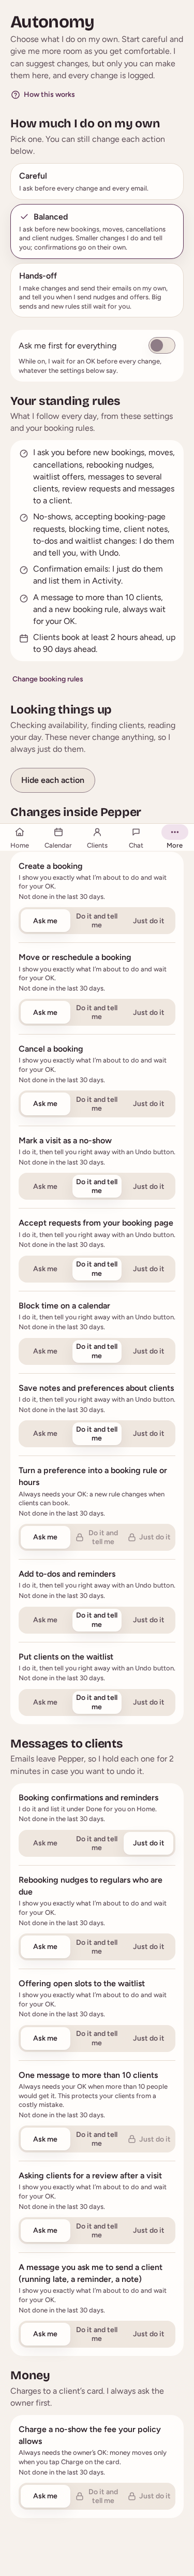 Autonomy
Choose what I do on my own. Start careful and
give me more room as you get comfortable. I
can suggest changes, but only you can make
them here, and every change is logged.
How this works
How much I do on my own
Pick one. You can still change each action
below.
Careful
I ask before every change and every email.
Balanced
I ask before new bookings, moves, cancellations
and client nudges. Smaller changes I do and tell
you; confirmations go on their own.
Hands-off
I make changes and send their emails on my own,
and tell you when I send nudges and offers. Big
sends and new rules still wait for you.
Ask me first for everything
While on, I wait for an OK before every change,
whatever the settings below say.
Your standing rules
What I follow every day, from these settings
and your booking rules.
I ask you before new bookings, moves,
cancellations, rebooking nudges,
waitlist offers, messages to several
clients, review requests and messages
to a client.
No-shows, accepting booking-page
requests, blocking time, client notes,
to-dos and waitlist changes: I do them
and tell you, with Undo.
Confirmation emails: I just do them
and list them in Activity.
A message to more than 10 clients,
and a new booking rule, always wait
for your OK.
Clients book at least 2 hours ahead, up
to 90 days ahead.
Change booking rules
Looking things up
Checking availability, finding clients, reading
your day. These never change anything, so I
always just do them.
Hide each action
Changes inside Pepper
Home Calendar Clients Chat More
Create a booking
I show you exactly what I'm about to do and wait
for your OK.
Not done in the last 30 days.
Ask me Do it and tell me Just do it
Move or reschedule a booking
I show you exactly what I'm about to do and wait
for your OK.
Not done in the last 30 days.
Ask me Do it and tell me Just do it
Cancel a booking
I show you exactly what I'm about to do and wait
for your OK.
Not done in the last 30 days.
Ask me Do it and tell me Just do it
Mark a visit as a no-show
I do it, then tell you right away with an Undo button.
Not done in the last 30 days.
Ask me Do it and tell me Just do it
Accept requests from your booking page
I do it, then tell you right away with an Undo button.
Not done in the last 30 days.
Ask me Do it and tell me Just do it
Block time on a calendar
I do it, then tell you right away with an Undo button.
Not done in the last 30 days.
Ask me Do it and tell me Just do it
Save notes and preferences about clients
I do it, then tell you right away with an Undo button.
Not done in the last 30 days.
Ask me Do it and tell me Just do it
Turn a preference into a booking rule or
hours
Always needs your OK: a new rule changes when
clients can book.
Not done in the last 30 days.
Ask me Do it and tell me Just do it
Add to-dos and reminders
I do it, then tell you right away with an Undo button.
Not done in the last 30 days.
Ask me Do it and tell me Just do it
Put clients on the waitlist
I do it, then tell you right away with an Undo button.
Not done in the last 30 days.
Ask me Do it and tell me Just do it
Messages to clients
Emails leave Pepper, so I hold each one for 2
minutes in case you want to undo it.
Booking confirmations and reminders
I do it and list it under Done for you on Home.
Not done in the last 30 days.
Ask me Do it and tell me Just do it
Rebooking nudges to regulars who are
due
I show you exactly what I'm about to do and wait
for your OK.
Not done in the last 30 days.
Ask me Do it and tell me Just do it
Offering open slots to the waitlist
I show you exactly what I'm about to do and wait
for your OK.
Not done in the last 30 days.
Ask me Do it and tell me Just do it
One message to more than 10 clients
Always needs your OK when more than 10 people
would get it. This protects your clients from a
costly mistake.
Not done in the last 30 days.
Ask me Do it and tell me Just do it
Asking clients for a review after a visit
I show you exactly what I'm about to do and wait
for your OK.
Not done in the last 30 days.
Ask me Do it and tell me Just do it
A message you ask me to send a client
(running late, a reminder, a note)
I show you exactly what I'm about to do and wait
for your OK.
Not done in the last 30 days.
Ask me Do it and tell me Just do it
Money
Charges to a client's card. I always ask the
owner first.
Charge a no-show the fee your policy
allows
Always needs the owner's OK: money moves only
when you tap Charge on the card.
Not done in the last 30 days.
Ask me Do it and tell me Just do it